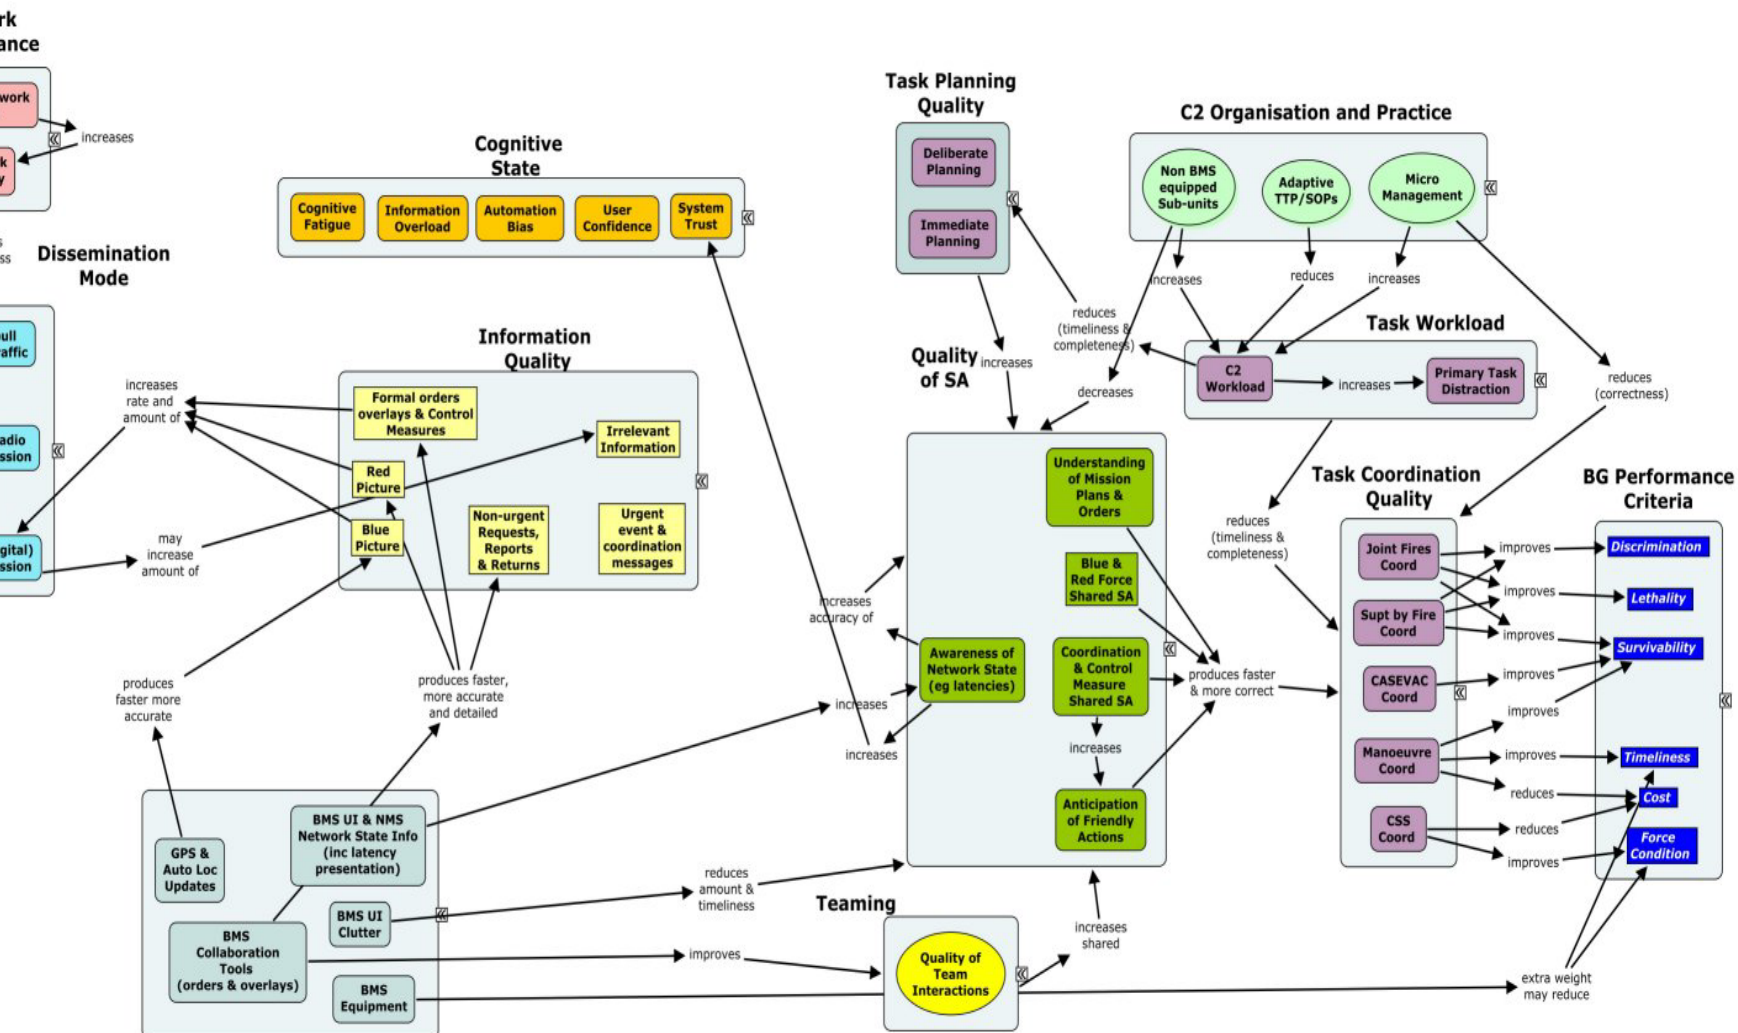 rk
ance
work
k
y
increases
s
ss
Dissemination
Mode
ull
raffic
adio
ssion
gital)
ssion
increases
rate and
amount of
may
increase
amount of
Cognitive
State
Cognitive
Fatigue
Information
Overload
Automation
Bias
User
Confidence
System
Trust
Information
Quality
Formal orders
overlays & Control
Measures
Irrelevant
Information
Red
Picture
Blue
Picture
Non-urgent
Requests,
Reports
& Returns
Urgent
event &
coordination
messages
produces
faster more
accurate
produces faster,
more accurate
and detailed
GPS &
Auto Loc
Updates
BMS UI & NMS
Network State Info
(inc latency
presentation)
BMS UI
Clutter
BMS
Collaboration
Tools
(orders & overlays)
BMS
Equipment
reduces
amount &
timeliness
improves
Teaming
Quality of
Team
Interactions
increases
shared
Task Planning
Quality
Deliberate
Planning
Immediate
Planning
increases
reduces
(timeliness &
completeness)
Quality
of SA
decreases
Understanding
of Mission
Plans &
Orders
Blue &
Red Force
Shared SA
Coordination
& Control
Measure
Shared SA
increases
Anticipation
of Friendly
Actions
Awareness of
Network State
(eg latencies)
increases
accuracy of
increases
increases
produces faster
& more correct
C2 Organisation and Practice
Non BMS
equipped
Sub-units
Adaptive
TTP/SOPs
Micro
Management
increases
reduces
increases
Task Workload
C2
Workload
increases
Primary Task
Distraction
reduces
(correctness)
reduces
(timeliness &
completeness)
Task Coordination
Quality
Joint Fires
Coord
Supt by Fire
Coord
CASEVAC
Coord
Manoeuvre
Coord
CSS
Coord
improves
improves
improves
improves
improves
improves
reduces
reduces
improves
BG Performance
Criteria
Discrimination
Lethality
Survivability
Timeliness
Cost
Force
Condition
extra weight
may reduce